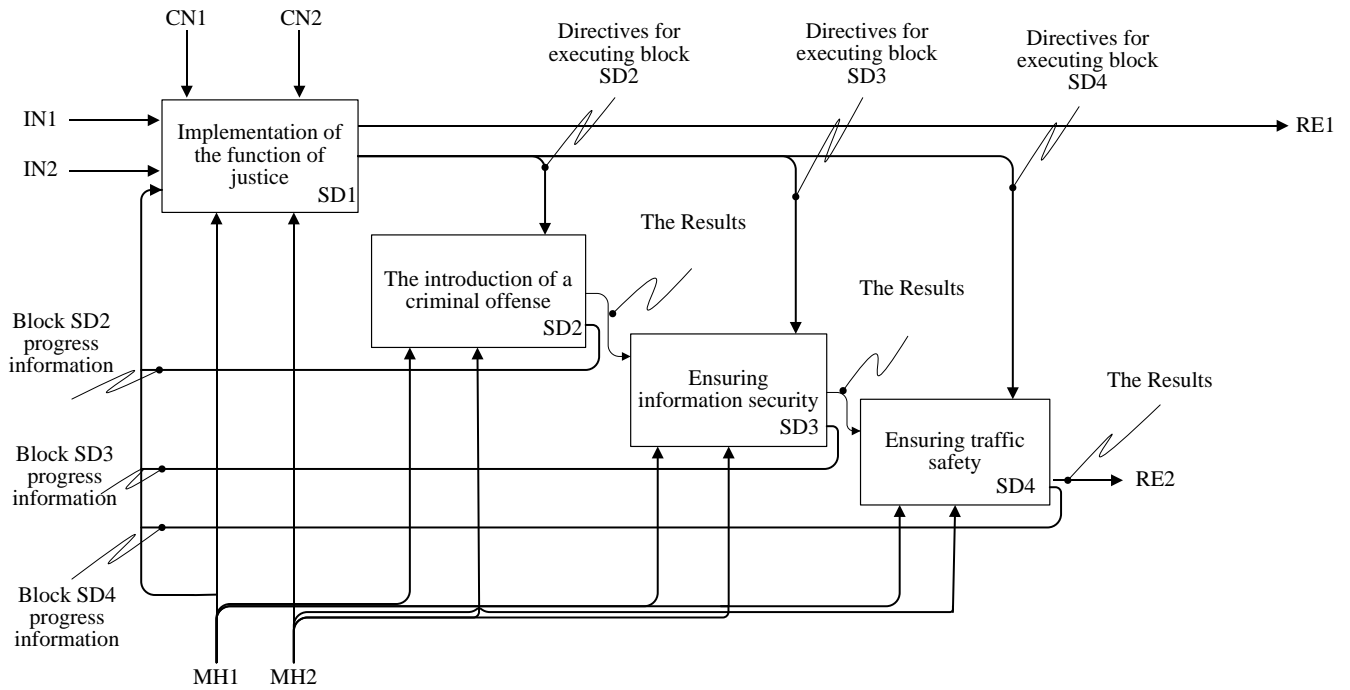 CN1
CN2
Directives for
executing block
SD2
Directives for
executing block
SD3
Directives for
executing block
SD4
IN1
IN2
Implementation of
the function of
justice
SD1
RE1
The Results
The introduction of a
criminal offense
SD2
The Results
Block SD2
progress
information
Ensuring
information security
SD3
The Results
Ensuring traffic
safety
SD4
RE2
Block SD3
progress
information
Block SD4
progress
information
MH1
MH2